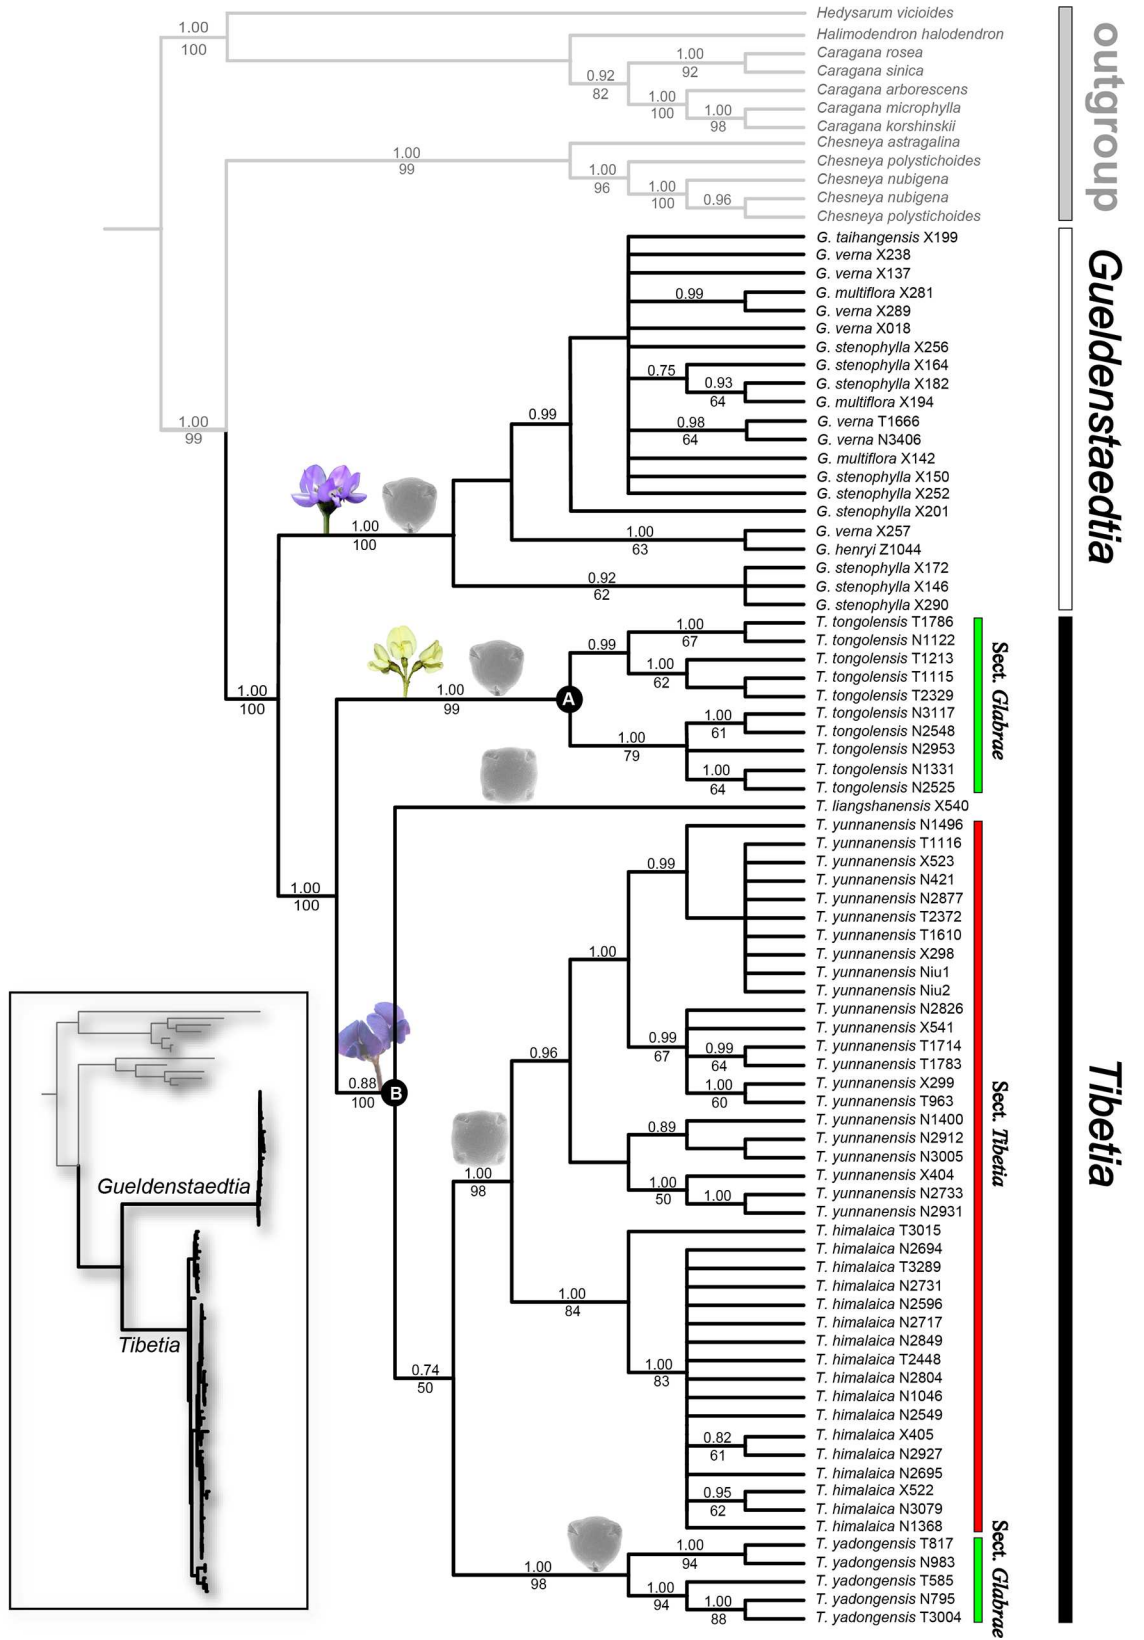 Hedysarum vicioides
1.00
100
Halimodendron halodendron
Caragana rosea
1.00
92
Caragana sinica
0.92
82
Caragana arborescens
1.00
100
Caragana microphylla
1.00
98
Caragana korshinskii
Chesneya astragalina
1.00
99
Chesneya polystichoides
1.00
96
Chesneya nubigena
1.00
100
Chesneya nubigena
0.96
Chesneya polystichoides
outgroup
G. taihangensis X199
G. verna X238
G. verna X137
G. multiflora X281
0.99
G. verna X289
G. verna X018
G. stenophylla X256
G. stenophylla X164
0.75
G. stenophylla X182
0.93
64
G. multiflora X194
0.99
G. verna T1666
0.98
64
G. verna N3406
1.00
99
G. multiflora X142
G. stenophylla X150
G. stenophylla X252
G. stenophylla X201
1.00
100
G. verna X257
1.00
63
G. henryi Z1044
G. stenophylla X172
0.92
62
G. stenophylla X146
G. stenophylla X290
Gueldenstaedtia
T. tongolensis T1786
1.00
67
T. tongolensis N1122
0.99
T. tongolensis T1213
1.00
62
T. tongolensis T1115
T. tongolensis T2329
1.00
100
1.00
99
A
T. tongolensis N3117
1.00
61
T. tongolensis N2548
1.00
79
T. tongolensis N2953
T. tongolensis N1331
1.00
64
T. tongolensis N2525
Sect. Glabrae
T. liangshanensis X540
T. yunnanensis N1496
T. yunnanensis T1116
T. yunnanensis X523
0.99
T. yunnanensis N421
1.00
100
T. yunnanensis N2877
T. yunnanensis T2372
T. yunnanensis T1610
1.00
T. yunnanensis X298
T. yunnanensis Niu1
T. yunnanensis Niu2
T. yunnanensis N2826
T. yunnanensis X541
0.99
67
T. yunnanensis T1714
0.99
64
T. yunnanensis T1783
0.96
T. yunnanensis X299
1.00
60
T. yunnanensis T963
0.88
100
B
T. yunnanensis N1400
0.89
T. yunnanensis N2912
T. yunnanensis N3005
T. yunnanensis X404
1.00
50
T. yunnanensis N2733
1.00
T. yunnanensis N2931
1.00
98
Sect. Tibetia
Tibetia
T. himalaica T3015
T. himalaica N2694
T. himalaica T3289
T. himalaica N2731
1.00
84
T. himalaica N2596
T. himalaica N2717
T. himalaica N2849
T. himalaica T2448
1.00
83
T. himalaica N2804
0.74
50
T. himalaica N1046
T. himalaica N2549
T. himalaica X405
0.82
61
T. himalaica N2927
T. himalaica N2695
T. himalaica X522
0.95
62
T. himalaica N3079
T. himalaica N1368
T. yadongensis T817
1.00
94
T. yadongensis N983
1.00
98
T. yadongensis T585
1.00
94
T. yadongensis N795
1.00
88
T. yadongensis T3004
Sect. Glabrae
Gueldenstaedtia
Tibetia